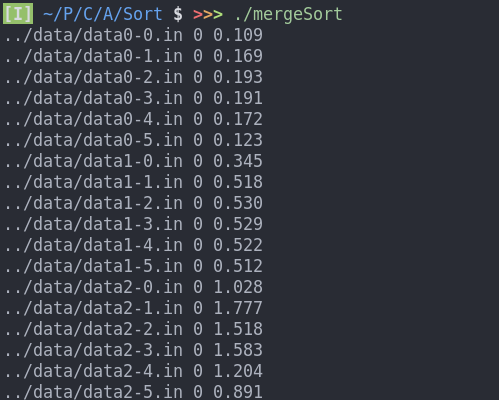 [I] ~/P/C/A/Sort $ >>> ./mergeSort
../data/data0-0.in 0 0.109
../data/data0-1.in 0 0.169
../data/data0-2.in 0 0.193
../data/data0-3.in 0 0.191
../data/data0-4.in 0 0.172
../data/data0-5.in 0 0.123
../data/data1-0.in 0 0.345
../data/data1-1.in 0 0.518
../data/data1-2.in 0 0.530
../data/data1-3.in 0 0.529
../data/data1-4.in 0 0.522
../data/data1-5.in 0 0.512
../data/data2-0.in 0 1.028
../data/data2-1.in 0 1.777
../data/data2-2.in 0 1.518
../data/data2-3.in 0 1.583
../data/data2-4.in 0 1.204
../data/data2-5.in 0 0.891